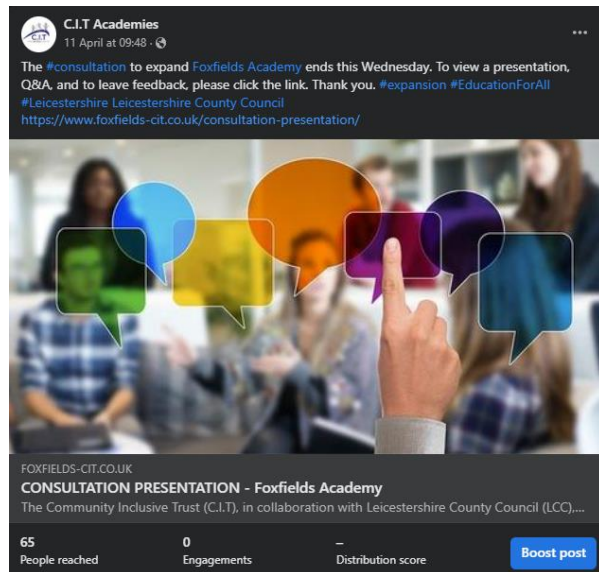 C.I.T
C.I.T Academies
11 April at 09:48 ·
The #consultation to expand Foxfields Academy ends this Wednesday. To view a presentation,
Q&A, and to leave feedback, please click the link. Thank you. #expansion #EducationForAll
#Leicestershire Leicestershire County Council
https://www.foxfields-cit.co.uk/consultation-presentation/
FOXFIELDS-CIT.CO.UK
CONSULTATION PRESENTATION - Foxfields Academy
The Community Inclusive Trust (C.I.T), in collaboration with Leicestershire County Council (LCC),...
65
0
–
People reached
Engagements
Distribution score
Boost post